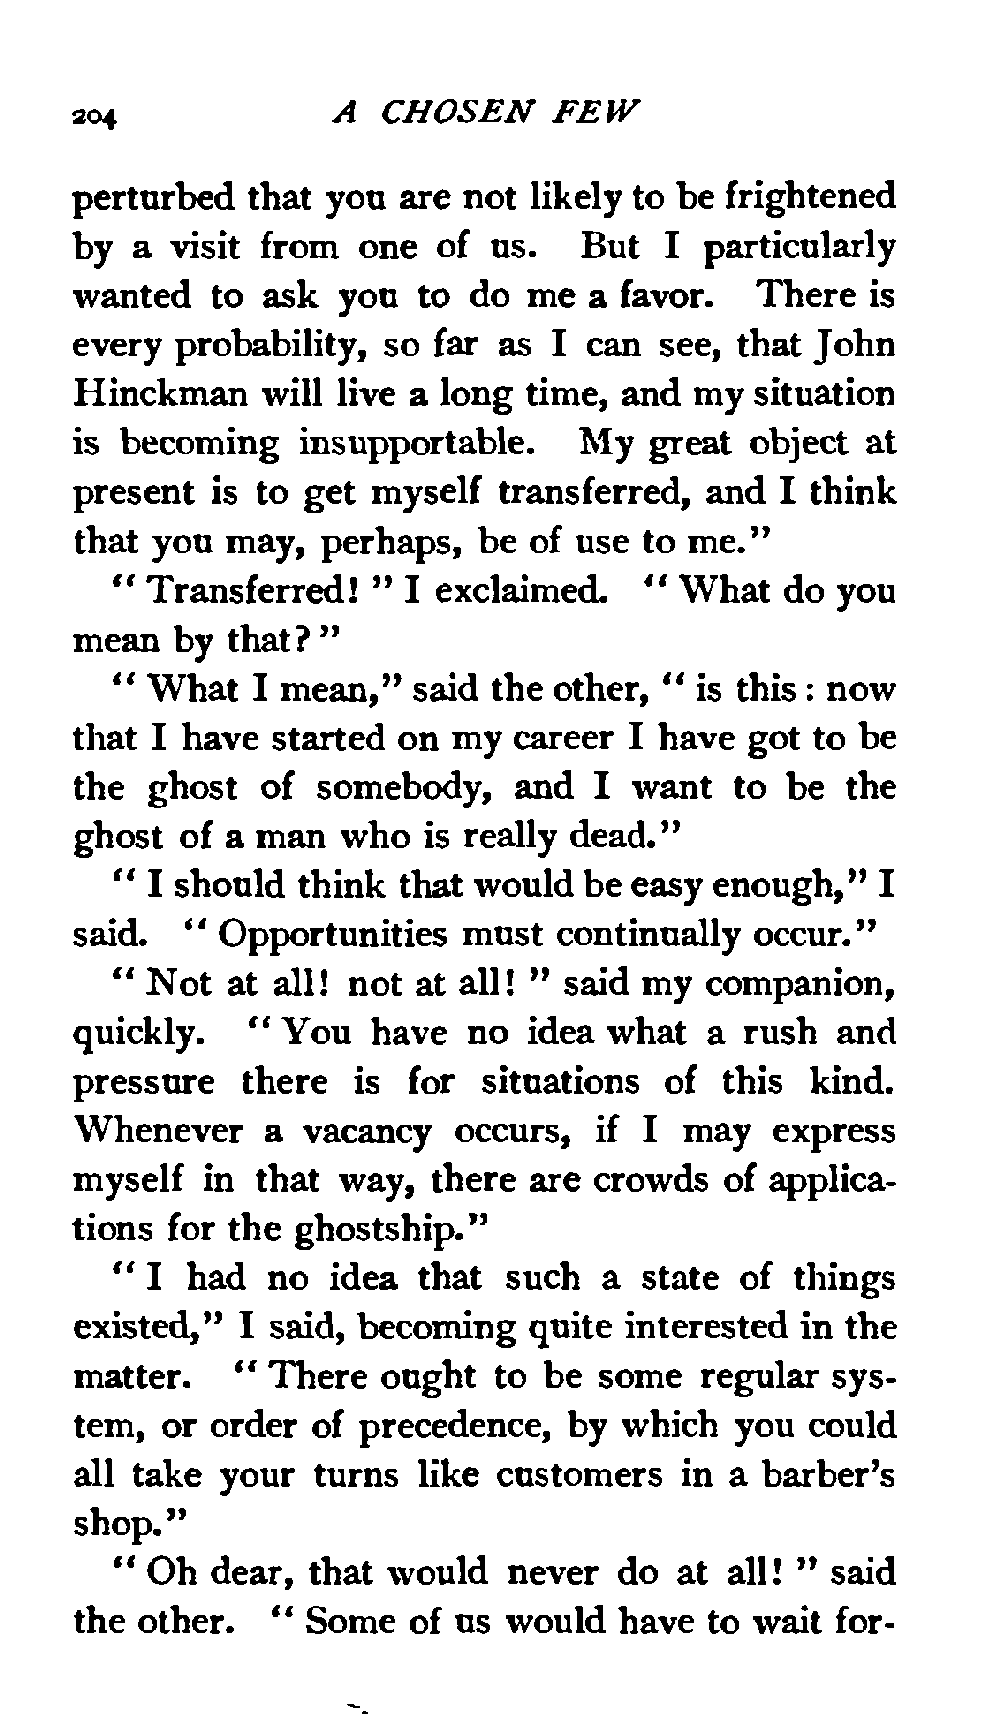 204 A CHOSEN FEW
perturbed that you are not likely to be frightened
by a visit from one of us. But I particularly
wanted to ask you to do me a favor. There is
every probability, so far as I can see, that John
Hinckman will live a long time, and my situation
is becoming insupportable. My great object at
present is to get myself transferred, and I think
that you may, perhaps, be of use to me."
"Transferred!" I exclaimed. "What do you
mean by that?"
"What I mean," said the other, "is this: now
that I have started on my career I have got to be
the ghost of somebody, and I want to be the
ghost of a man who is really dead."
"I should think that would be easy enough," I
said. "Opportunities must continually occur."
"Not at all! not at all!" said my companion,
quickly. "You have no idea what a rush and
pressure there is for situations of this kind.
Whenever a vacancy occurs, if I may express
myself in that way, there are crowds of applica-
tions for the ghostship."
"I had no idea that such a state of things
existed," I said, becoming quite interested in the
matter. "There ought to be some regular sys-
tem, or order of precedence, by which you could
all take your turns like customers in a barber's
shop."
"Oh dear, that would never do at all!" said
the other. "Some of us would have to wait for-